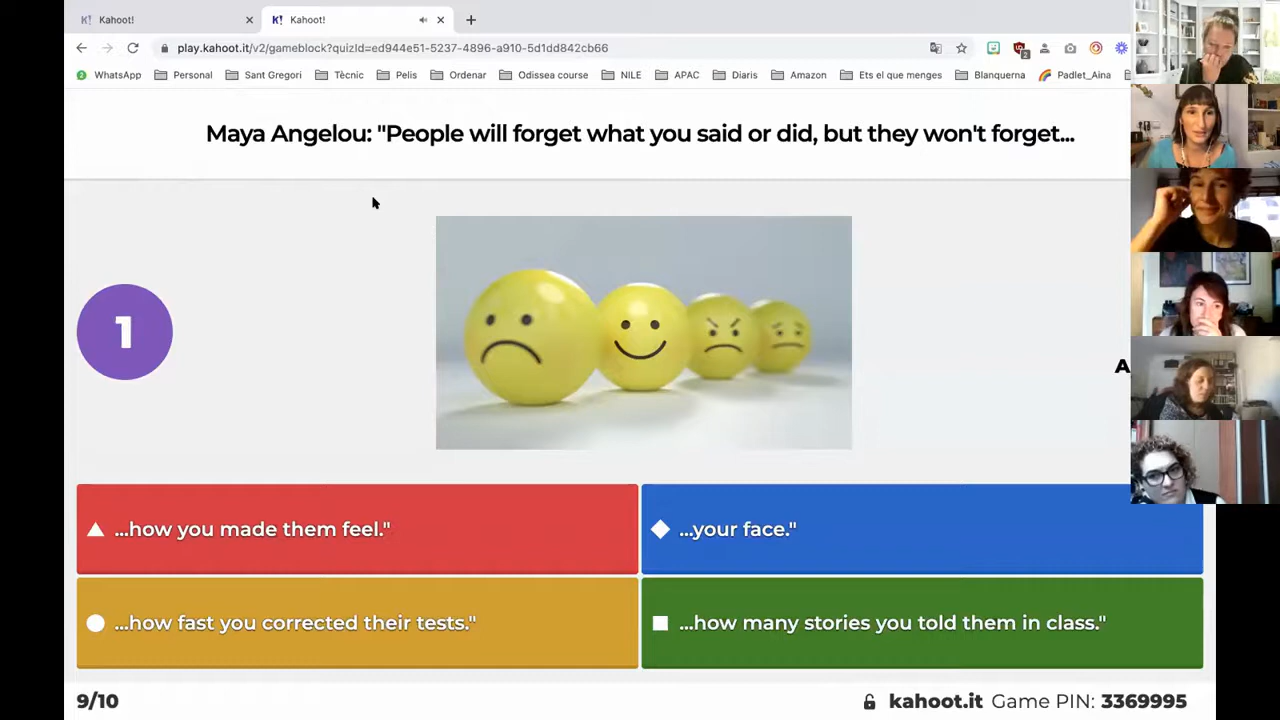 K! Kahoot!
K! Kahoot!
play.kahoot.it/v2/gameblock?quizId=ed944e51-5237-4896-a910-5d1dd842cb66
2
WhatsApp Personal Sant Gregori Tècnic Pelis Ordenar Odissea course NILE APAC Diaris Amazon Ets el que menges Blanquerna Padlet_Aina
Maya Angelou: "People will forget what you said or did, but they won't forget...
1
A
...how you made them feel."
...your face."
...how fast you corrected their tests."
...how many stories you told them in class."
9/10
kahoot.it Game PIN: 3369995